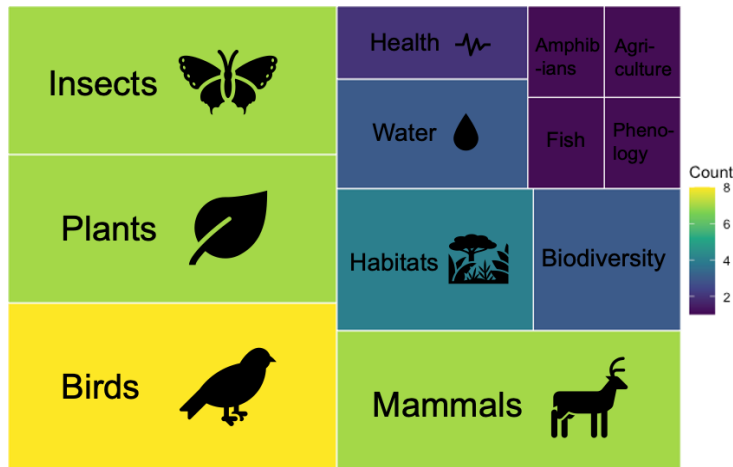 Insects
Health
Amphib
-ians
Agri-
culture
Water
Fish
Pheno-
logy
Plants
Habitats
Biodiversity
Birds
Mammals
Count
8
6
4
2